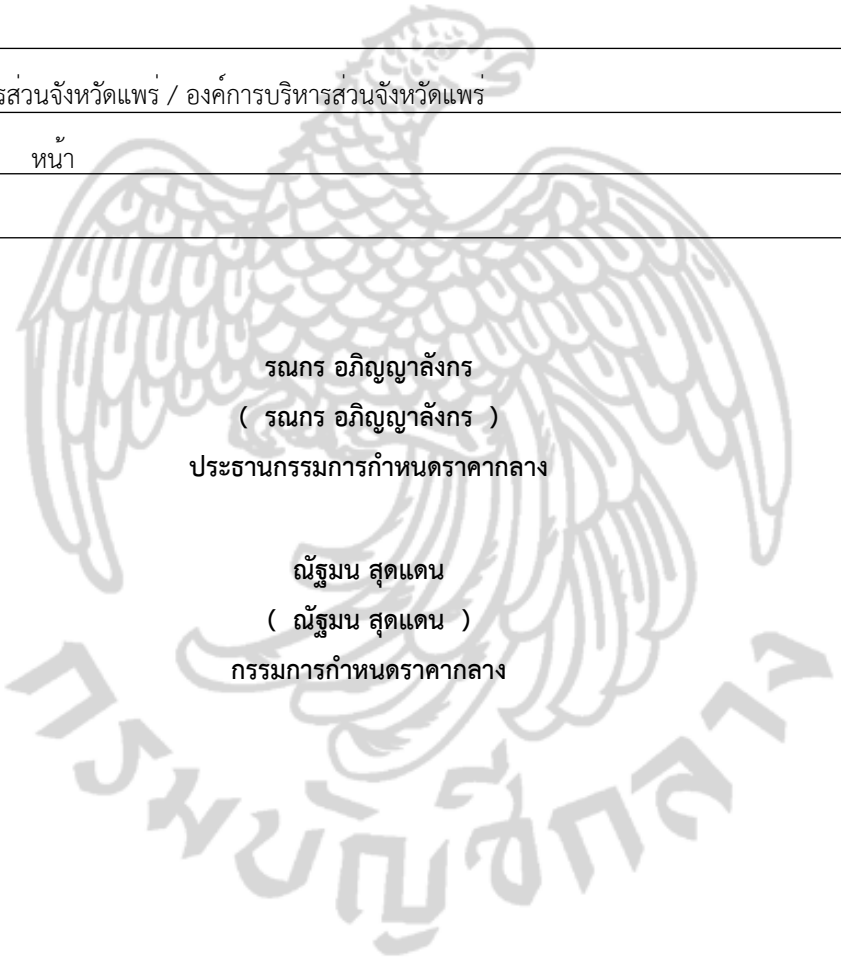 รส่วนจังหวัดแพร่ / องค์การบริหารส่วนจังหวัดแพร่
หน้า
รณกร อภิญญาลังกร
( รณกร อภิญญาลังกร )
ประธานกรรมการกำหนดราคากลาง
ณัฐมน สุดแดน
( ณัฐมน สุดแดน )
กรรมการกำหนดราคากลาง
กรมบัญชีกลาง